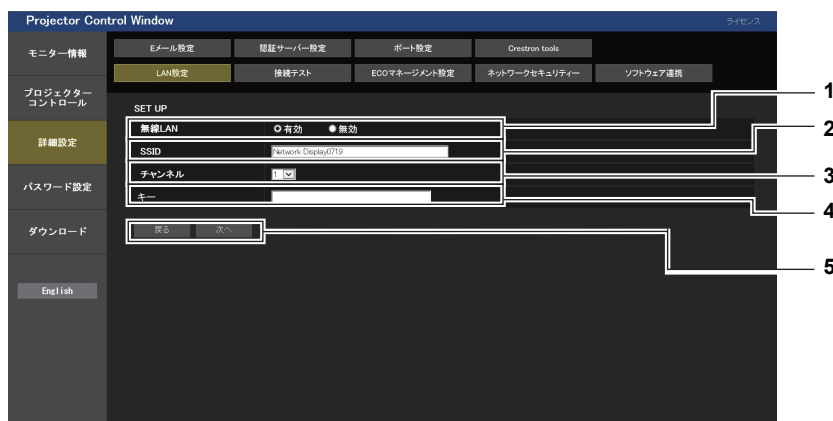 Projector Control Window
ライセンス
モニター情報
プロジェクター
コントロール
詳細設定
パスワード設定
ダウンロード
English
Eメール設定
認証サーバー設定
ポート設定
Crestron tools
LAN設定
接続テスト
ECOマネージメント設定
ネットワークセキュリティー
ソフトウェア連携
SET UP
無線LAN
有効
無効
SSID
Network Display0719
チャンネル
1
キー
戻る
次へ
1
2
3
4
5